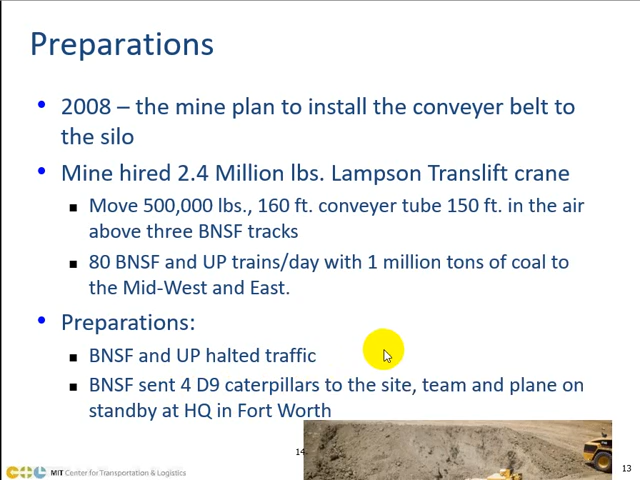 Preparations
• 2008 – the mine plan to install the conveyer belt to
the silo
• Mine hired 2.4 Million lbs. Lampson Translift crane
▪ Move 500,000 lbs., 160 ft. conveyer tube 150 ft. in the air
above three BNSF tracks
▪ 80 BNSF and UP trains/day with 1 million tons of coal to
the Mid-West and East.
• Preparations:
▪ BNSF and UP halted traffic
▪ BNSF sent 4 D9 caterpillars to the site, team and plane on
standby at HQ in Fort Worth
14
MIT Center for Transportation & Logistics
13